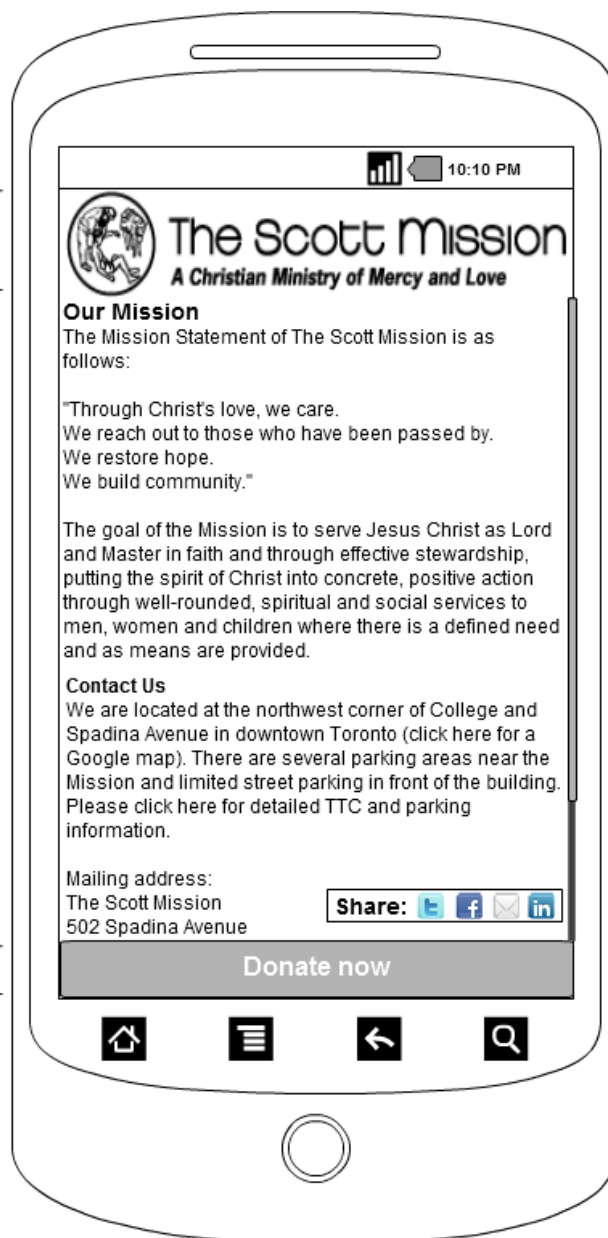 10:10 PM
The Scott Mission
A Christian Ministry of Mercy and Love
Our Mission
The Mission Statement of The Scott Mission is as
follows:
"Through Christ's love, we care.
We reach out to those who have been passed by.
We restore hope.
We build community."
The goal of the Mission is to serve Jesus Christ as Lord
and Master in faith and through effective stewardship,
putting the spirit of Christ into concrete, positive action
through well-rounded, spiritual and social services to
men, women and children where there is a defined need
and as means are provided.
Contact Us
We are located at the northwest corner of College and
Spadina Avenue in downtown Toronto (click here for a
Google map). There are several parking areas near the
Mission and limited street parking in front of the building.
Please click here for detailed TTC and parking
information.
Mailing address:
The Scott Mission
502 Spadina Avenue
Share: t f in
Donate now